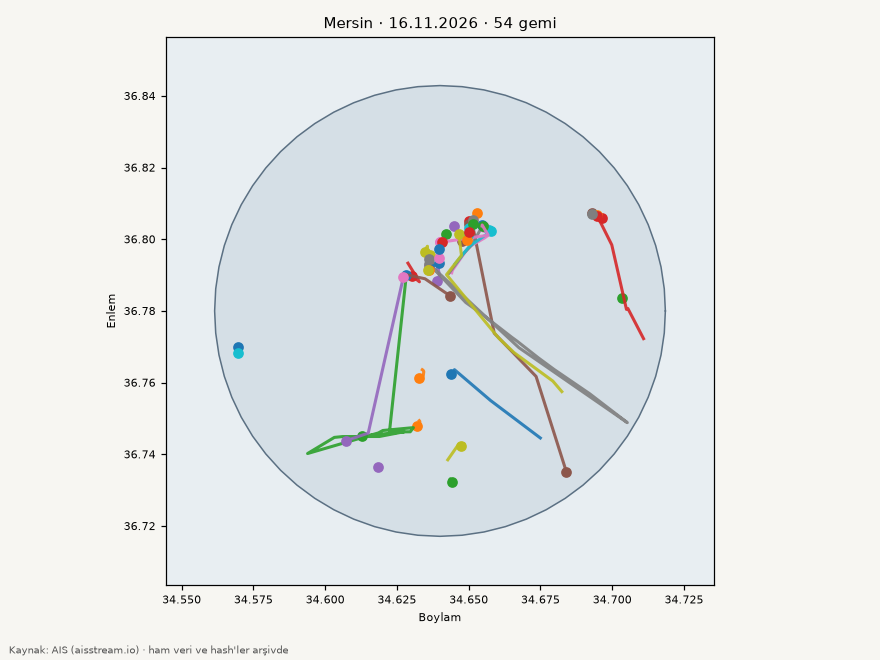 Mersin · 16.11.2026 · 54 gemi
Enlem
36.84
36.82
36.80
36.78
36.76
36.74
36.72
34.550 34.575 34.600 34.625 34.650 34.675 34.700 34.725
Boylam
Kaynak: AIS (aisstream.io) · ham veri ve hash'ler arşivde